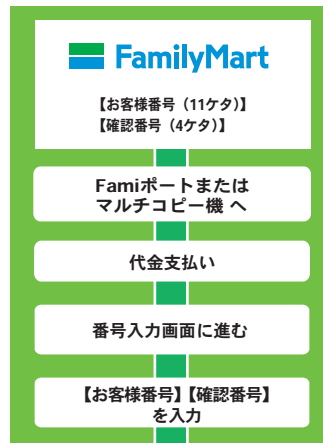 FamilyMart
【お客様番号（11ケタ）】
【確認番号（4ケタ）】
Famiポートまたは
マルチコピー機 へ
代金支払い
番号入力画面に進む
【お客様番号】【確認番号】
を入力